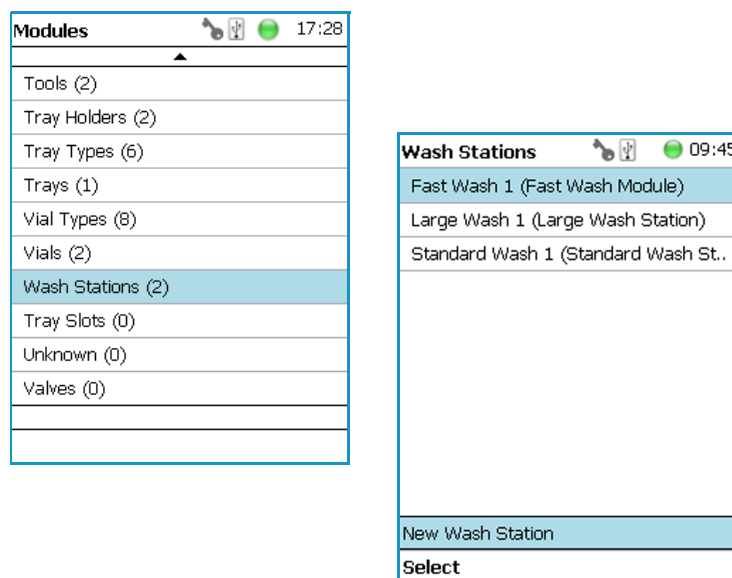 Modules 17:28
Tools (2)
Tray Holders (2)
Tray Types (6)
Trays (1)
Vial Types (8)
Vials (2)
Wash Stations (2)
Tray Slots (0)
Unknown (0)
Valves (0)
Wash Stations 09:45
Fast Wash 1 (Fast Wash Module)
Large Wash 1 (Large Wash Station)
Standard Wash 1 (Standard Wash St..
New Wash Station
Select